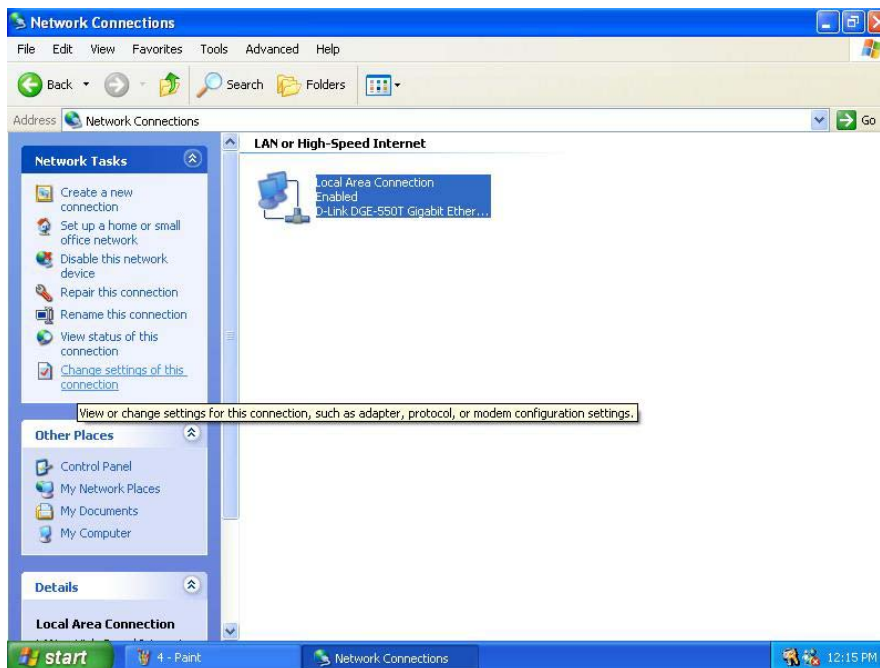 Network Connections
File Edit View Favorites Tools Advanced Help
Back Search Folders
Address Network Connections Go
Network Tasks
Create a new
connection
Set up a home or small
office network
Disable this network
device
Repair this connection
Rename this connection
View status of this
connection
Change settings of this
connection
Other Places
Control Panel
My Network Places
My Documents
My Computer
Details
Local Area Connection
LAN or High-Speed Internet
Local Area Connection
Enabled
D-Link DGE-550T Gigabit Ether...
View or change settings for this connection, such as adapter, protocol, or modem configuration settings.
start 4 - Paint Network Connections 12:15 PM